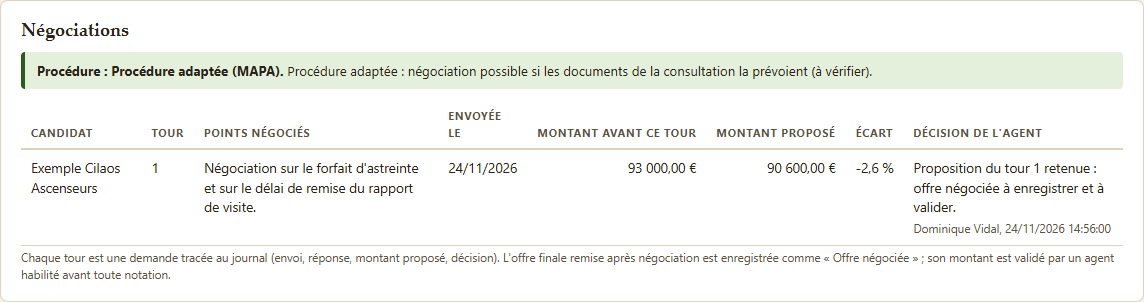 Négociations
Procédure : Procédure adaptée (MAPA). Procédure adaptée : négociation possible si les documents de la consultation la prévoient (à vérifier).
CANDIDAT TOUR POINTS NÉGOCIÉS ENVOYÉE LE MONTANT AVANT CE TOUR MONTANT PROPOSÉ ÉCART DÉCISION DE L'AGENT
Exemple Cilaos 1 Négociation sur le forfait d'astreinte 24/11/2026 93 000,00 € 90 600,00 € -2,6 % Proposition du tour 1 retenue :
Ascenseurs et sur le délai de remise du rapport offre négociée à enregistrer et à
de visite. valider.
Dominique Vidal, 24/11/2026 14:56:00
Chaque tour est une demande tracée au journal (envoi, réponse, montant proposé, décision). L'offre finale remise après négociation est enregistrée comme « Offre négociée » ; son montant est validé par un agent
habilité avant toute notation.